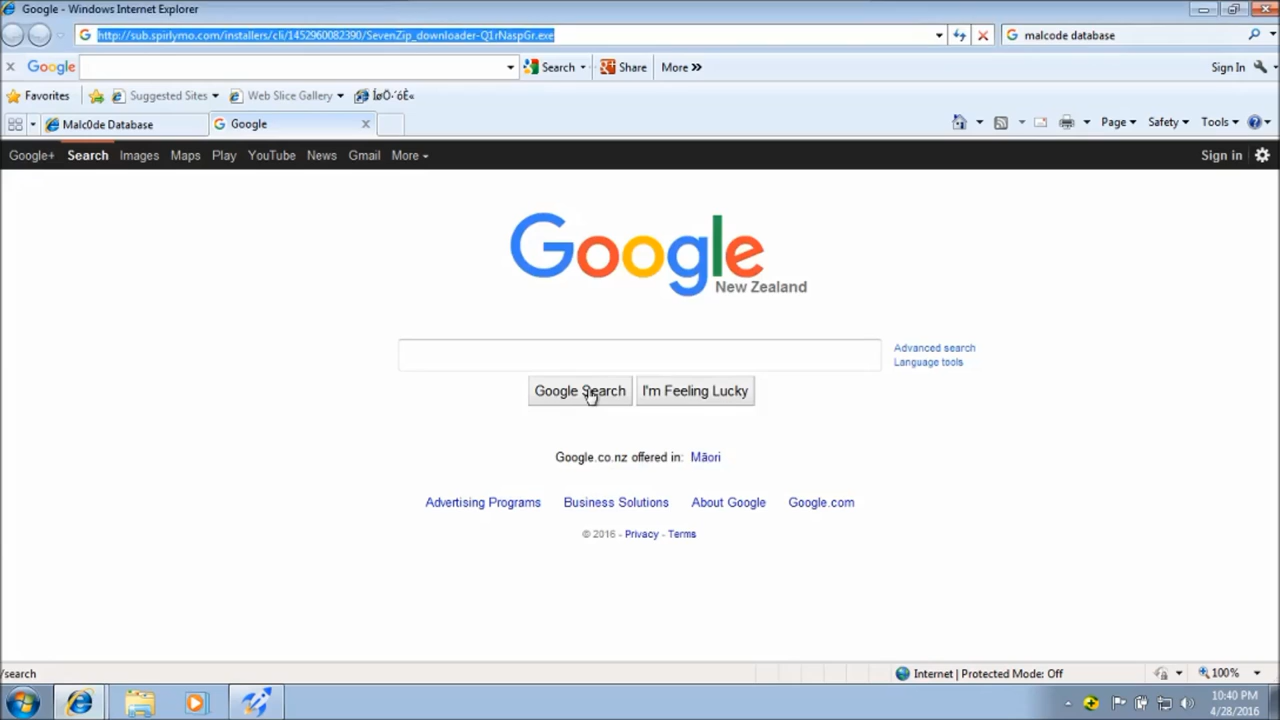 Google - Windows Internet Explorer
http://sub.spirlymo.com/installers/cli/1452960082390/SevenZip_downloader-Q1rNaspGr.exe
malcode database
Google
Search
Share
More »
Sign In
Favorites
Suggested Sites
Web Slice Gallery
ÍøÖ·´óÈ«
Malc0de Database
Google
Page
Safety
Tools
Google+ Search Images Maps Play YouTube News Gmail More
Sign in
Google
New Zealand
Advanced search
Language tools
Google Search
I'm Feeling Lucky
Google.co.nz offered in: Māori
Advertising Programs Business Solutions About Google Google.com
© 2016 - Privacy - Terms
/search
Internet | Protected Mode: Off
100%
10:40 PM
4/28/2016